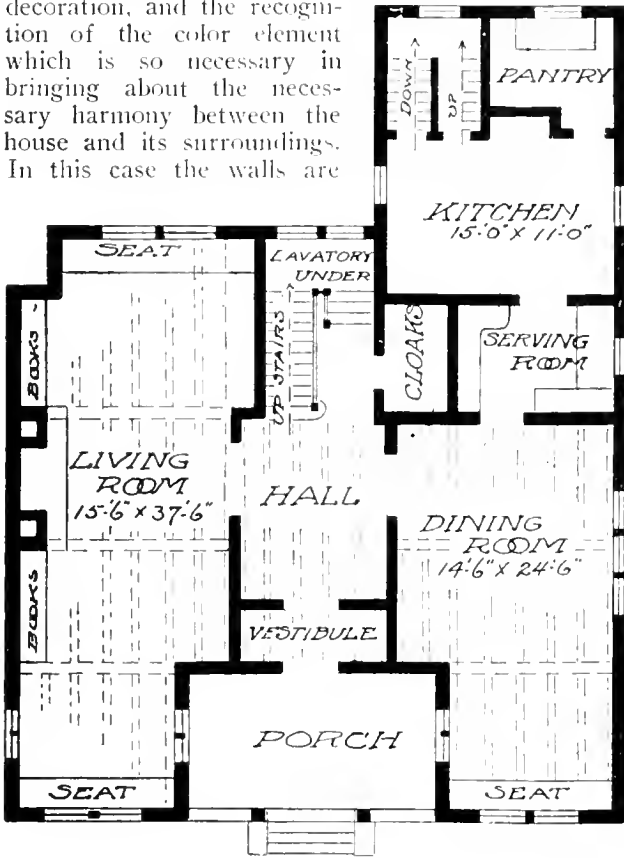 decoration, and the recogni-
tion of the color element
which is so necessary in
bringing about the neces-
sary harmony between the
house and its surroundings.
In this case the walls are
DOWN
UP
PANTRY
KITCHEN
15'-0" X 11'-0"
SEAT
LAVATORY
UNDER
BOOKS
UP STAIRS
CLOAKS
SERVING
ROOM
LIVING
ROOM
15'-6" X 37'-6"
HALL
DINING
ROOM
14'-6" X 24'-6"
BOOKS
VESTIBULE
PORCH
SEAT
SEAT